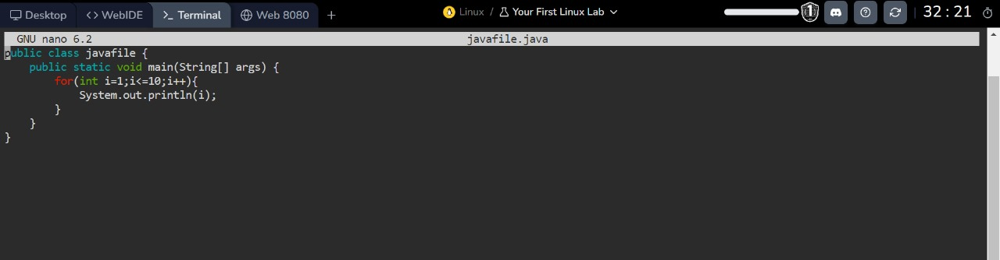 Desktop <> WebIDE >_ Terminal Web 8080 + Linux / Your First Linux Lab 1 32 : 21
GNU nano 6.2 javafile.java
public class javafile {
    public static void main(String[] args) {
        for(int i=1;i<=10;i++){
            System.out.println(i);
        }
    }
}